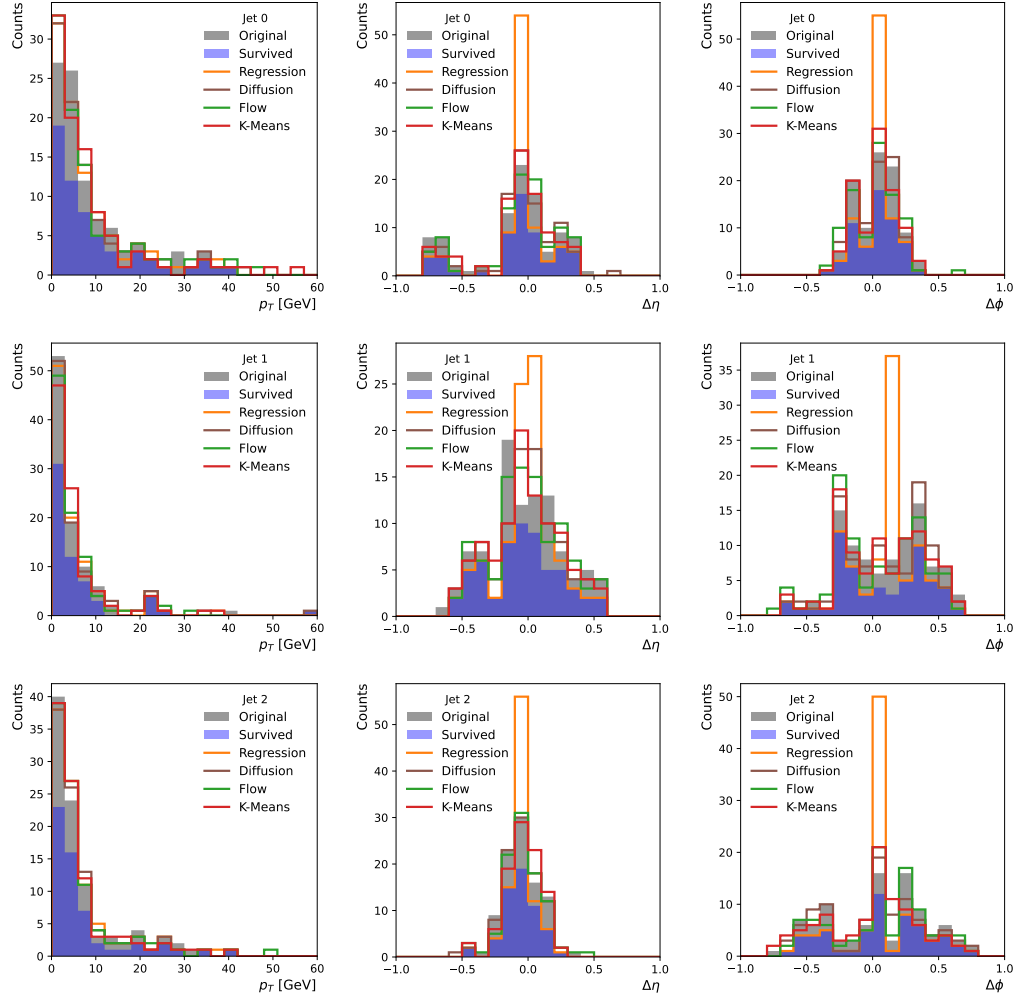 Counts
Jet 0
Original
Survived
Regression
Diffusion
Flow
K-Means
30
25
20
15
10
5
0
0 10 20 30 40 50 60
p_T [GeV]
Counts
Jet 0
Original
Survived
Regression
Diffusion
Flow
K-Means
50
40
30
20
10
0
−1.0 −0.5 0.0 0.5 1.0
Δη
Counts
Jet 0
Original
Survived
Regression
Diffusion
Flow
K-Means
50
40
30
20
10
0
−1.0 −0.5 0.0 0.5 1.0
Δϕ
Counts
Jet 1
Original
Survived
Regression
Diffusion
Flow
K-Means
50
40
30
20
10
0
0 10 20 30 40 50 60
p_T [GeV]
Counts
Jet 1
Original
Survived
Regression
Diffusion
Flow
K-Means
25
20
15
10
5
0
−1.0 −0.5 0.0 0.5 1.0
Δη
Counts
Jet 1
Original
Survived
Regression
Diffusion
Flow
K-Means
35
30
25
20
15
10
5
0
−1.0 −0.5 0.0 0.5 1.0
Δϕ
Counts
Jet 2
Original
Survived
Regression
Diffusion
Flow
K-Means
40
35
30
25
20
15
10
5
0
0 10 20 30 40 50 60
p_T [GeV]
Counts
Jet 2
Original
Survived
Regression
Diffusion
Flow
K-Means
50
40
30
20
10
0
−1.0 −0.5 0.0 0.5 1.0
Δη
Counts
Jet 2
Original
Survived
Regression
Diffusion
Flow
K-Means
50
40
30
20
10
0
−1.0 −0.5 0.0 0.5 1.0
Δϕ